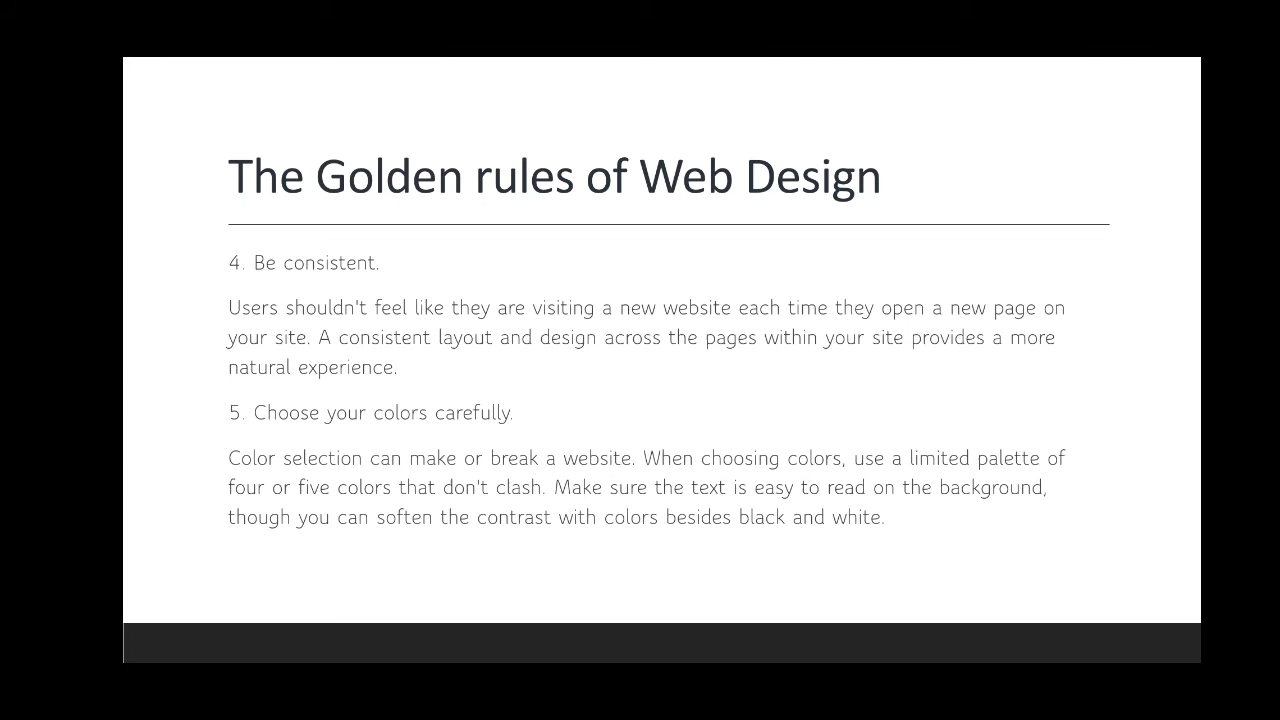 The Golden rules of Web Design
4. Be consistent.
Users shouldn't feel like they are visiting a new website each time they open a new page on
your site. A consistent layout and design across the pages within your site provides a more
natural experience.
5. Choose your colors carefully.
Color selection can make or break a website. When choosing colors, use a limited palette of
four or five colors that don't clash. Make sure the text is easy to read on the background,
though you can soften the contrast with colors besides black and white.